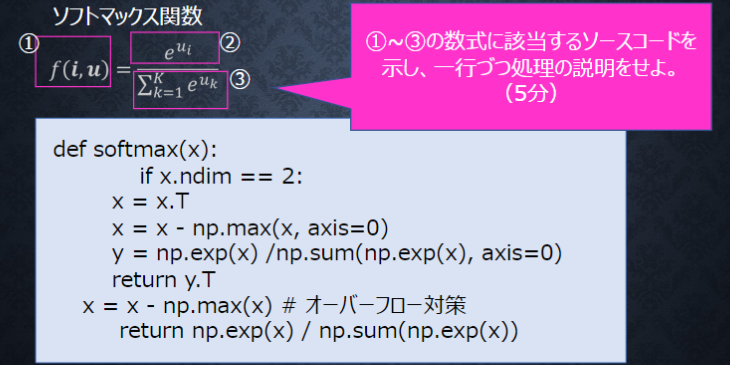 ソフトマックス関数
① f(i,u) = e^{u_i} ②
∑_{k=1}^{K} e^{u_k} ③
①~③の数式に該当するソースコードを
示し、一行づつ処理の説明をせよ。
(5分)
def softmax(x):
if x.ndim == 2:
x = x.T
x = x - np.max(x, axis=0)
y = np.exp(x) /np.sum(np.exp(x), axis=0)
return y.T
x = x - np.max(x) # オーバーフロー対策
return np.exp(x) / np.sum(np.exp(x))